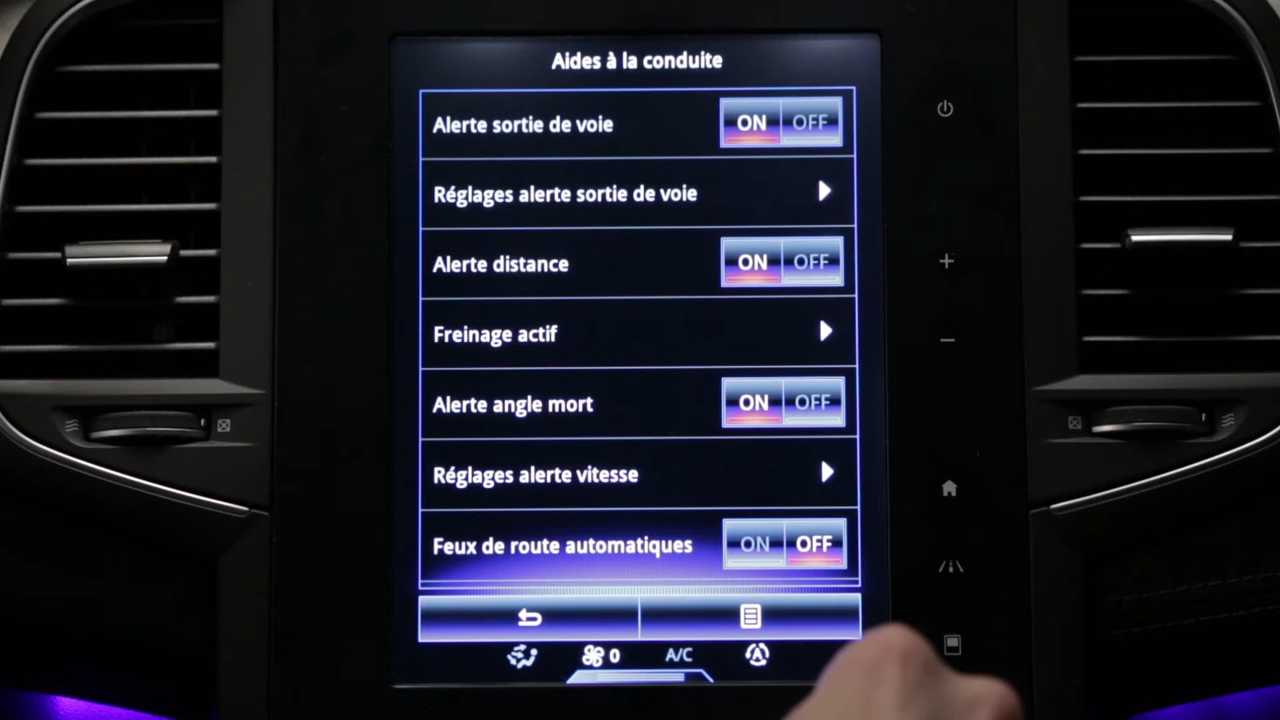 Aides à la conduite
Alerte sortie de voie ON OFF
Réglages alerte sortie de voie
Alerte distance ON OFF
Freinage actif
Alerte angle mort ON OFF
Réglages alerte vitesse
Feux de route automatiques ON OFF
0 A/C